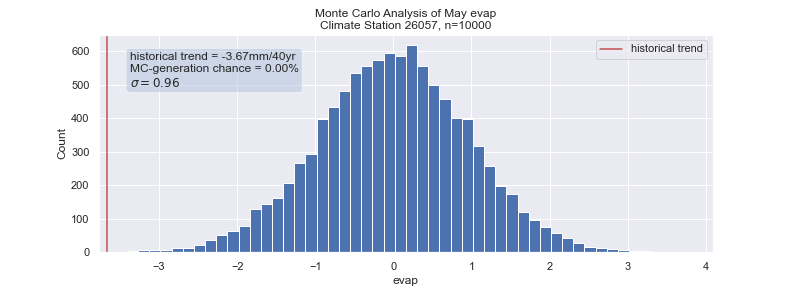 Monte Carlo Analysis of May evap
Climate Station 26057, n=10000
historical trend = -3.67mm/40yr
MC-generation chance = 0.00%
σ = 0.96
historical trend
Count
600
500
400
300
200
100
0
−3
−2
−1
0
1
2
3
4
evap